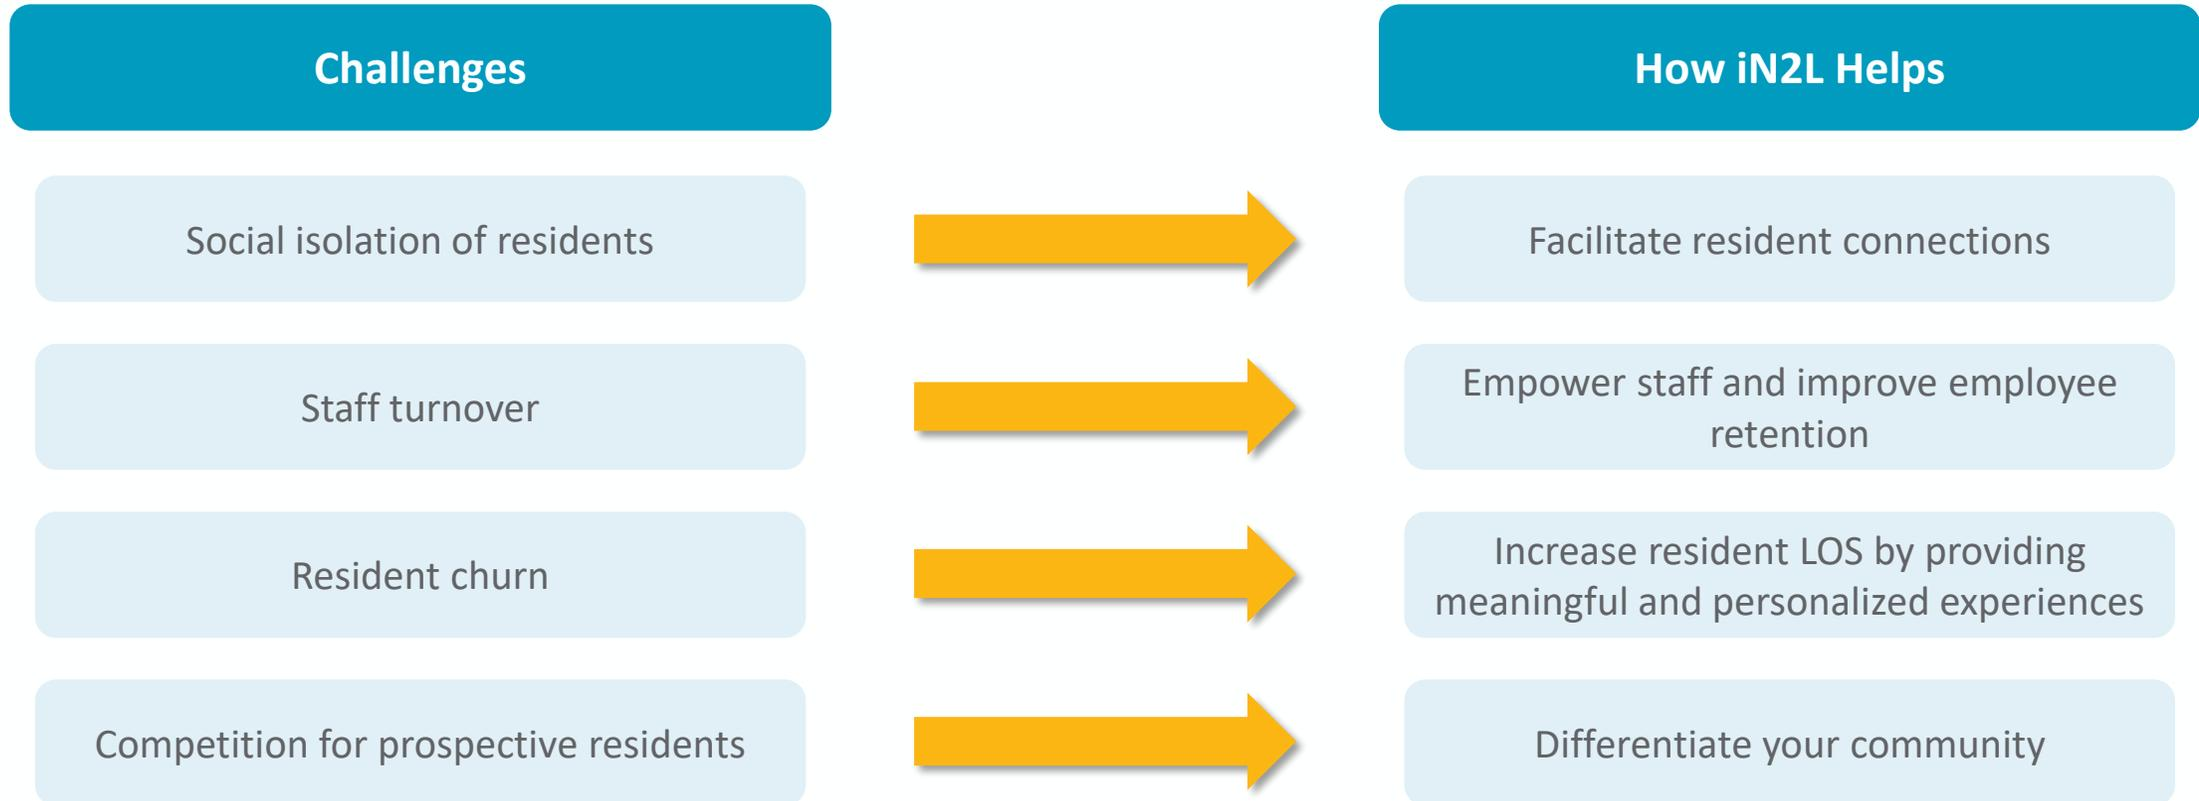 Challenges
How iN2L Helps
Social isolation of residents
Facilitate resident connections
Staff turnover
Empower staff and improve employee
retention
Resident churn
Increase resident LOS by providing
meaningful and personalized experiences
Competition for prospective residents
Differentiate your community